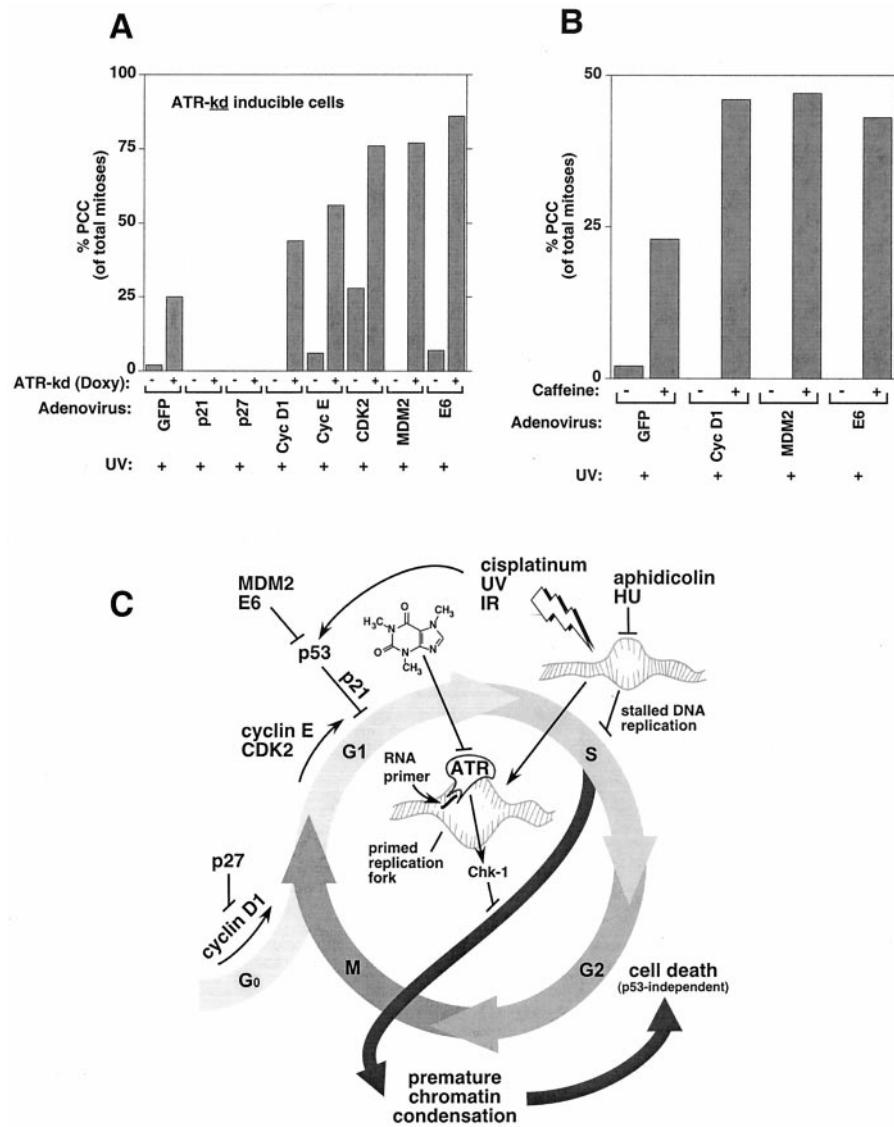 A
100
75
50
25
0
% PCC
(of total mitoses)
ATR-kd inducible cells
ATR-kd (Doxy): - + - + - + - + - + - + - + - +
Adenovirus: GFP p21 p27 Cyc D1 Cyc E CDK2 MDM2 E6
UV: + + + + + + + +
B
50
25
0
% PCC
(of total mitoses)
Caffeine: - + - + - + - +
Adenovirus: GFP Cyc D1 MDM2 E6
UV: + + + +
C
MDM2
E6
p53
p21
cyclin E
CDK2
p27
cyclin D1
G0
G1
S
G2
M
O
CH3
H3C
N
N
O
N
N
CH3
cisplatinum
UV
IR
aphidicolin
HU
stalled DNA
replication
RNA
primer
ATR
primed
replication
fork
Chk-1
cell death
(p53-independent)
premature
chromatin
condensation